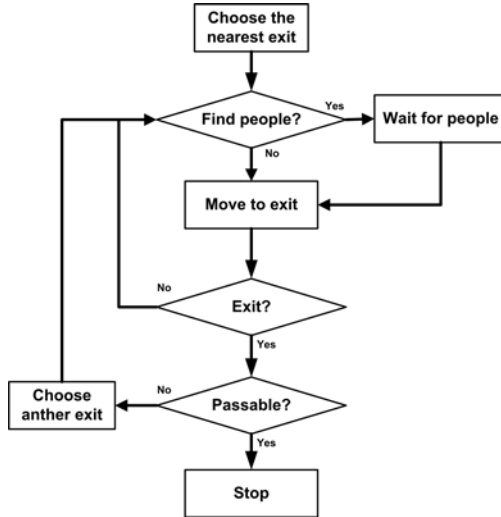 Choose the
nearest exit
Find people?
Yes
Wait for people
No
Move to exit
No
Exit?
Yes
Choose
anther exit
No
Passable?
Yes
Stop